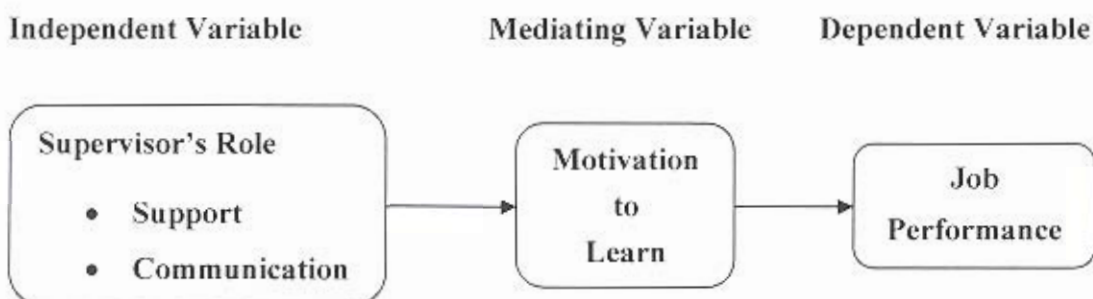 Independent Variable
Mediating Variable
Dependent Variable
Supervisor's Role
• Support
• Communication
Motivation
to
Learn
Job
Performance